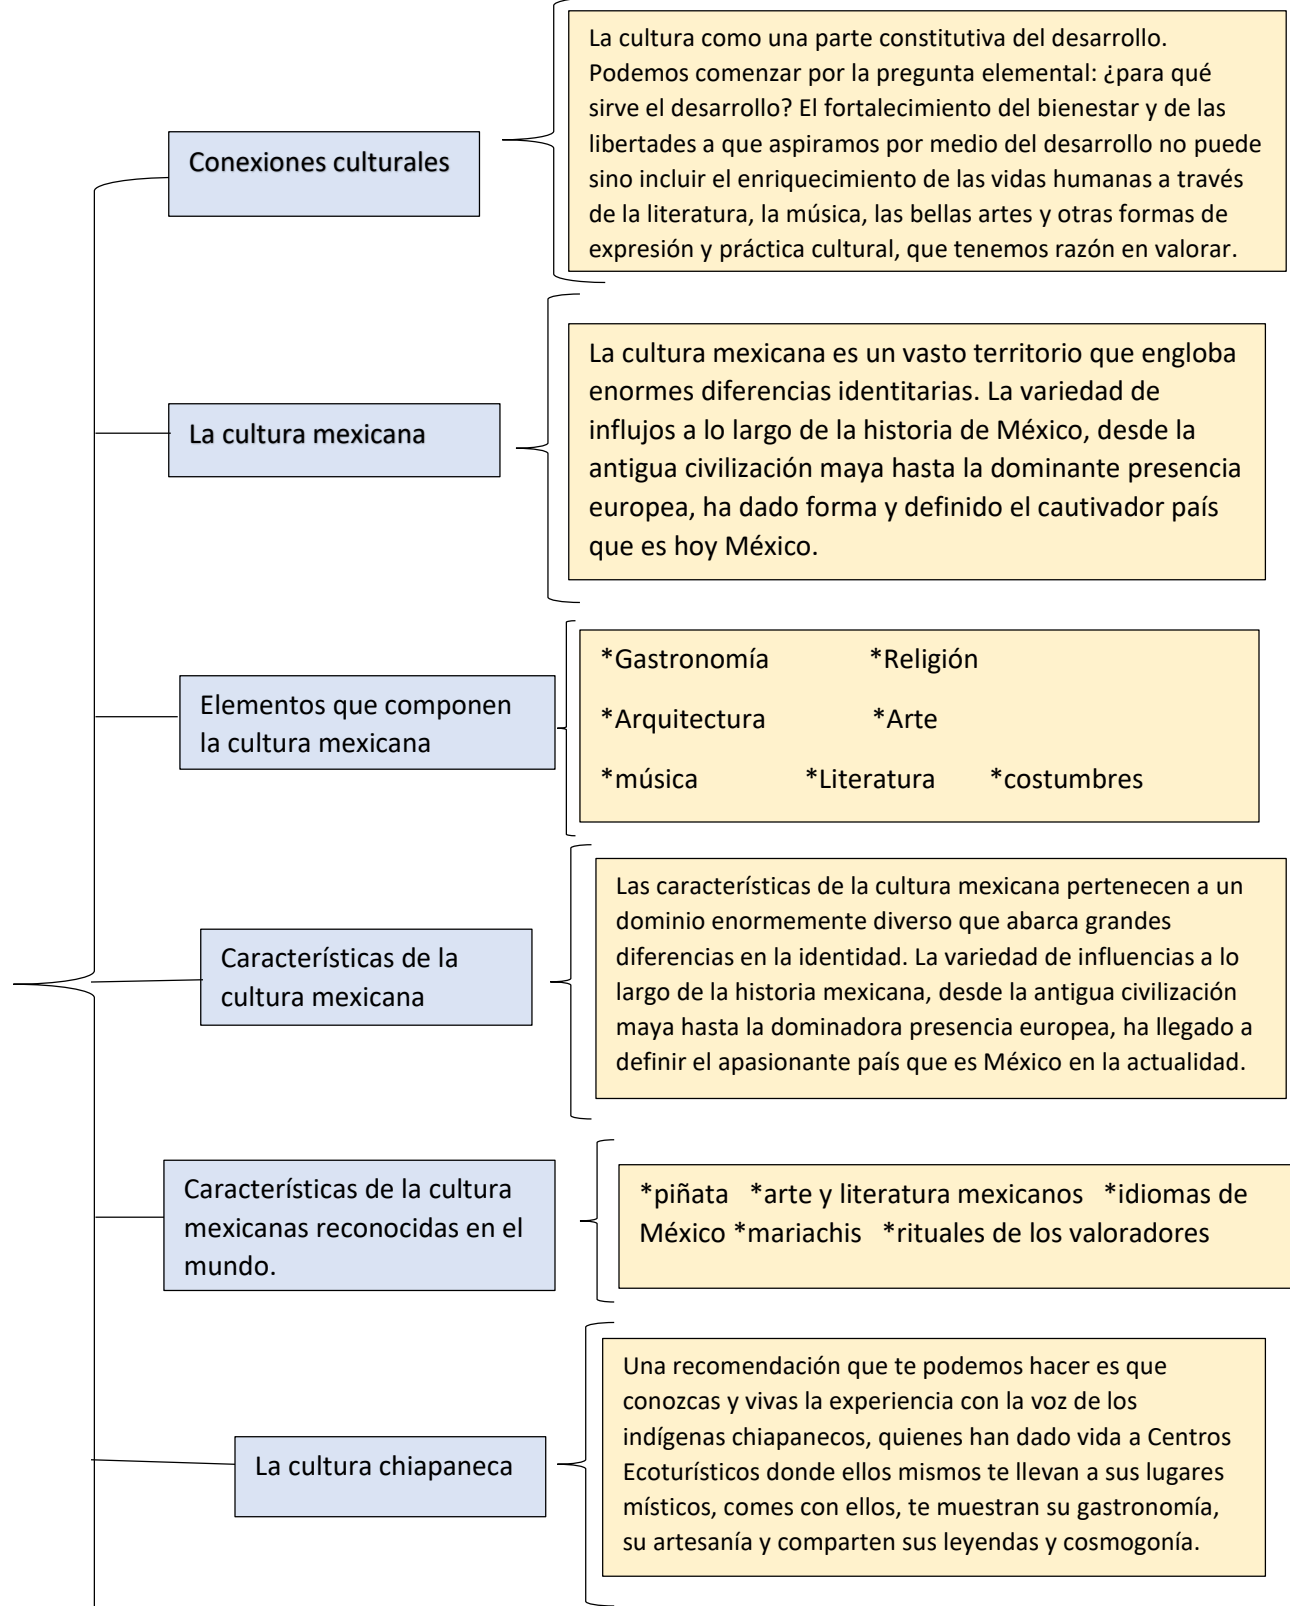 Conexiones culturales
La cultura como una parte constitutiva del desarrollo.
Podemos comenzar por la pregunta elemental: ¿para qué
sirve el desarrollo? El fortalecimiento del bienestar y de las
libertades a que aspiramos por medio del desarrollo no puede
sino incluir el enriquecimiento de las vidas humanas a través
de la literatura, la música, las bellas artes y otras formas de
expresión y práctica cultural, que tenemos razón en valorar.
La cultura mexicana
La cultura mexicana es un vasto territorio que engloba
enormes diferencias identitarias. La variedad de
influjos a lo largo de la historia de México, desde la
antigua civilización maya hasta la dominante presencia
europea, ha dado forma y definido el cautivador país
que es hoy México.
Elementos que componen
la cultura mexicana
*Gastronomía *Religión
*Arquitectura *Arte
*música *Literatura *costumbres
Características de la
cultura mexicana
Las características de la cultura mexicana pertenecen a un
dominio enormemente diverso que abarca grandes
diferencias en la identidad. La variedad de influencias a lo
largo de la historia mexicana, desde la antigua civilización
maya hasta la dominadora presencia europea, ha llegado a
definir el apasionante país que es México en la actualidad.
Características de la cultura
mexicanas reconocidas en el
mundo.
*piñata *arte y literatura mexicanos *idiomas de
México *mariachis *rituales de los valoradores
La cultura chiapaneca
Una recomendación que te podemos hacer es que
conozcas y vivas la experiencia con la voz de los
indígenas chiapanecos, quienes han dado vida a Centros
Ecoturísticos donde ellos mismos te llevan a sus lugares
místicos, comes con ellos, te muestran su gastronomía,
su artesanía y comparten sus leyendas y cosmogonía.